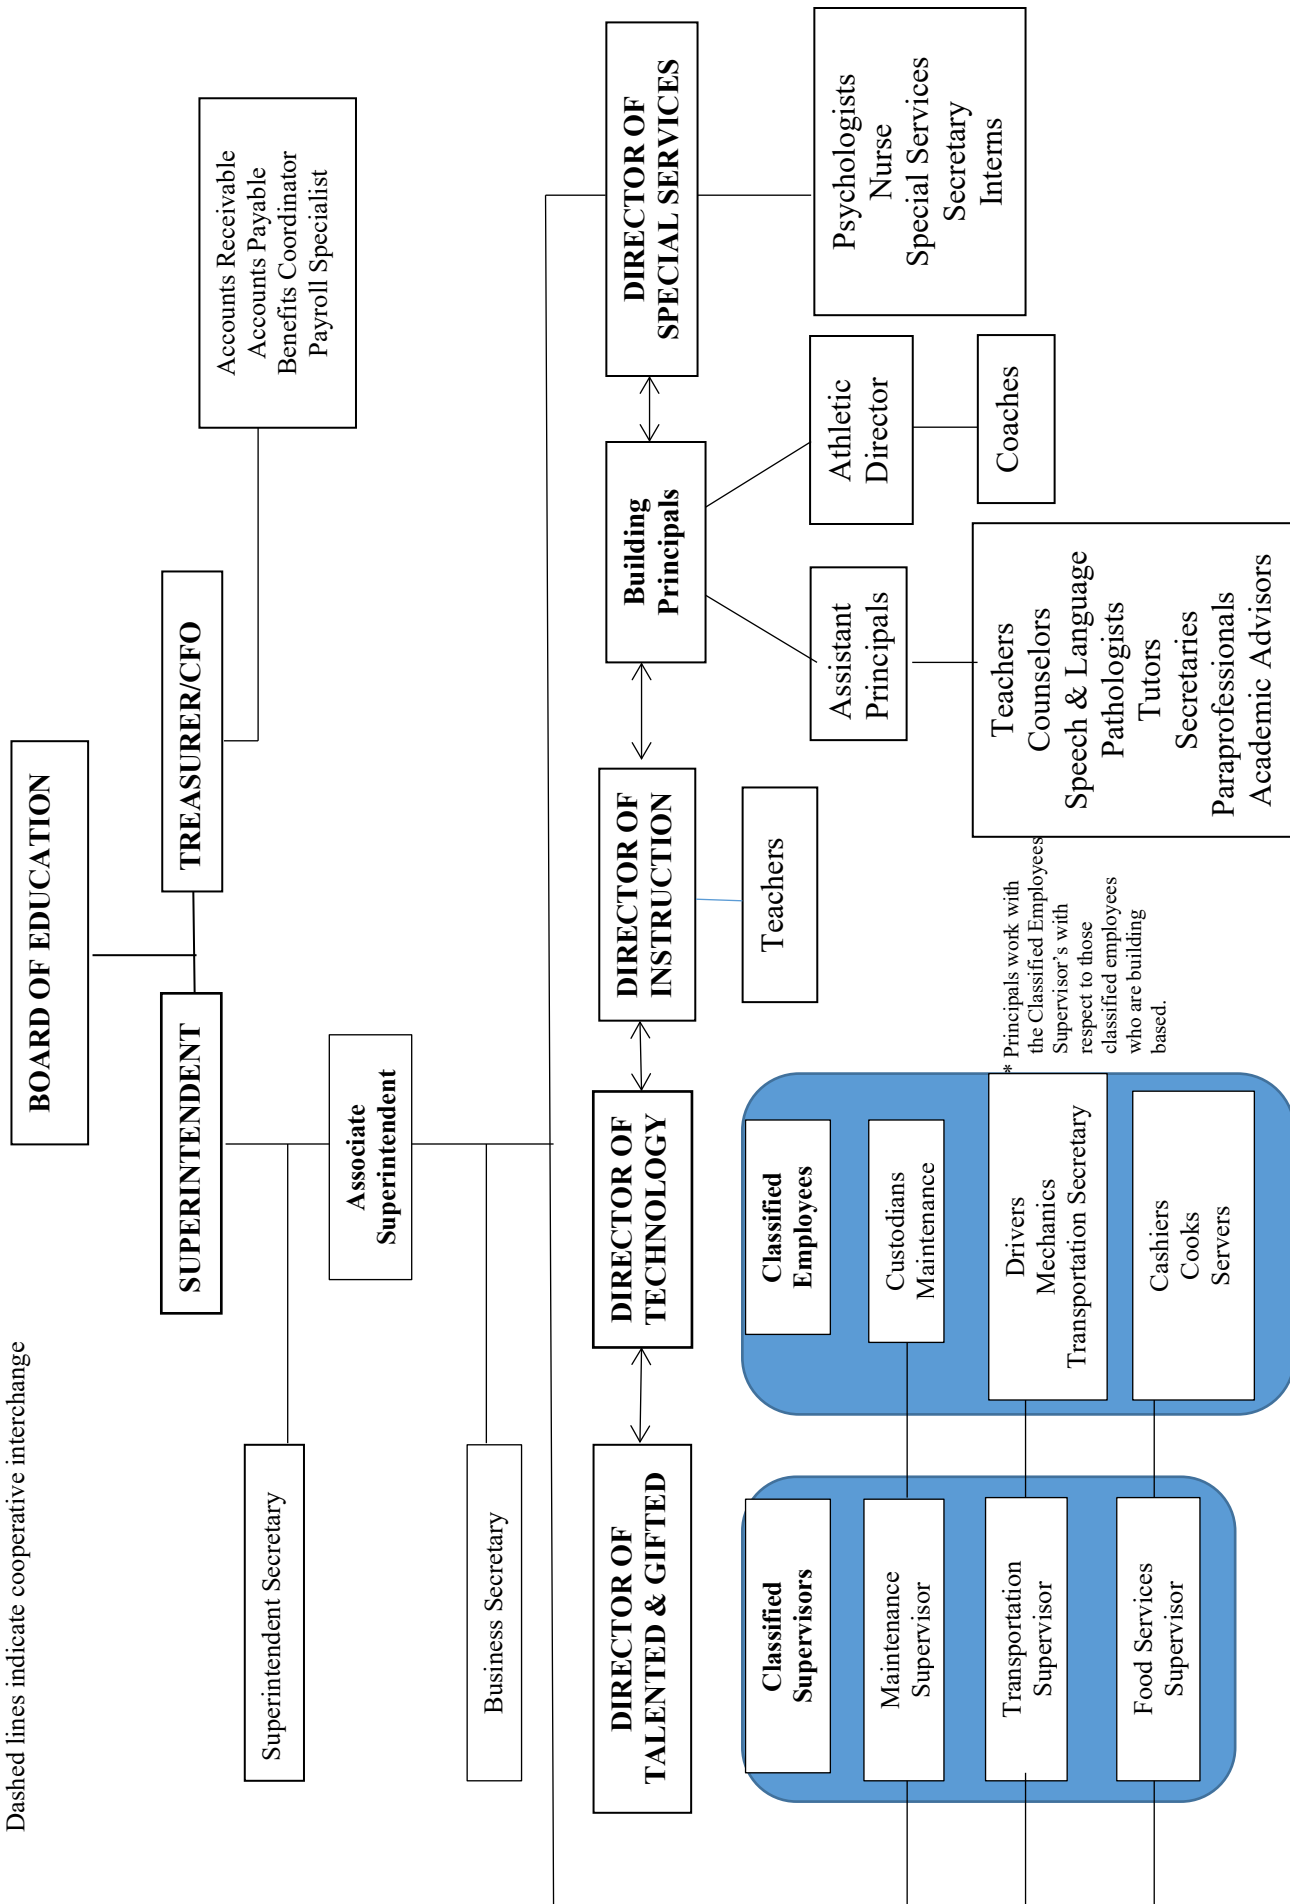 Dashed lines indicate cooperative interchange
BOARD OF EDUCATION
SUPERINTENDENT
TREASURER/CFO
Superintendent Secretary
Accounts Receivable
Accounts Payable
Benefits Coordinator
Payroll Specialist
Associate
Superintendent
Business Secretary
DIRECTOR OF
TALENTED & GIFTED
DIRECTOR OF
TECHNOLOGY
DIRECTOR OF
INSTRUCTION
Building
Principals
DIRECTOR OF
SPECIAL SERVICES
Classified
Supervisors
Classified
Employees
Teachers
Assistant
Principals
Athletic
Director
Psychologists
Nurse
Special Services
Secretary
Interns
Maintenance
Supervisor
Custodians
Maintenance
Transportation
Supervisor
Drivers
Mechanics
Transportation Secretary
* Principals work with
the Classified Employees
Supervisor’s with
respect to those
classified employees
who are building
based.
Teachers
Counselors
Speech & Language
Pathologists
Tutors
Secretaries
Paraprofessionals
Academic Advisors
Coaches
Food Services
Supervisor
Cashiers
Cooks
Servers